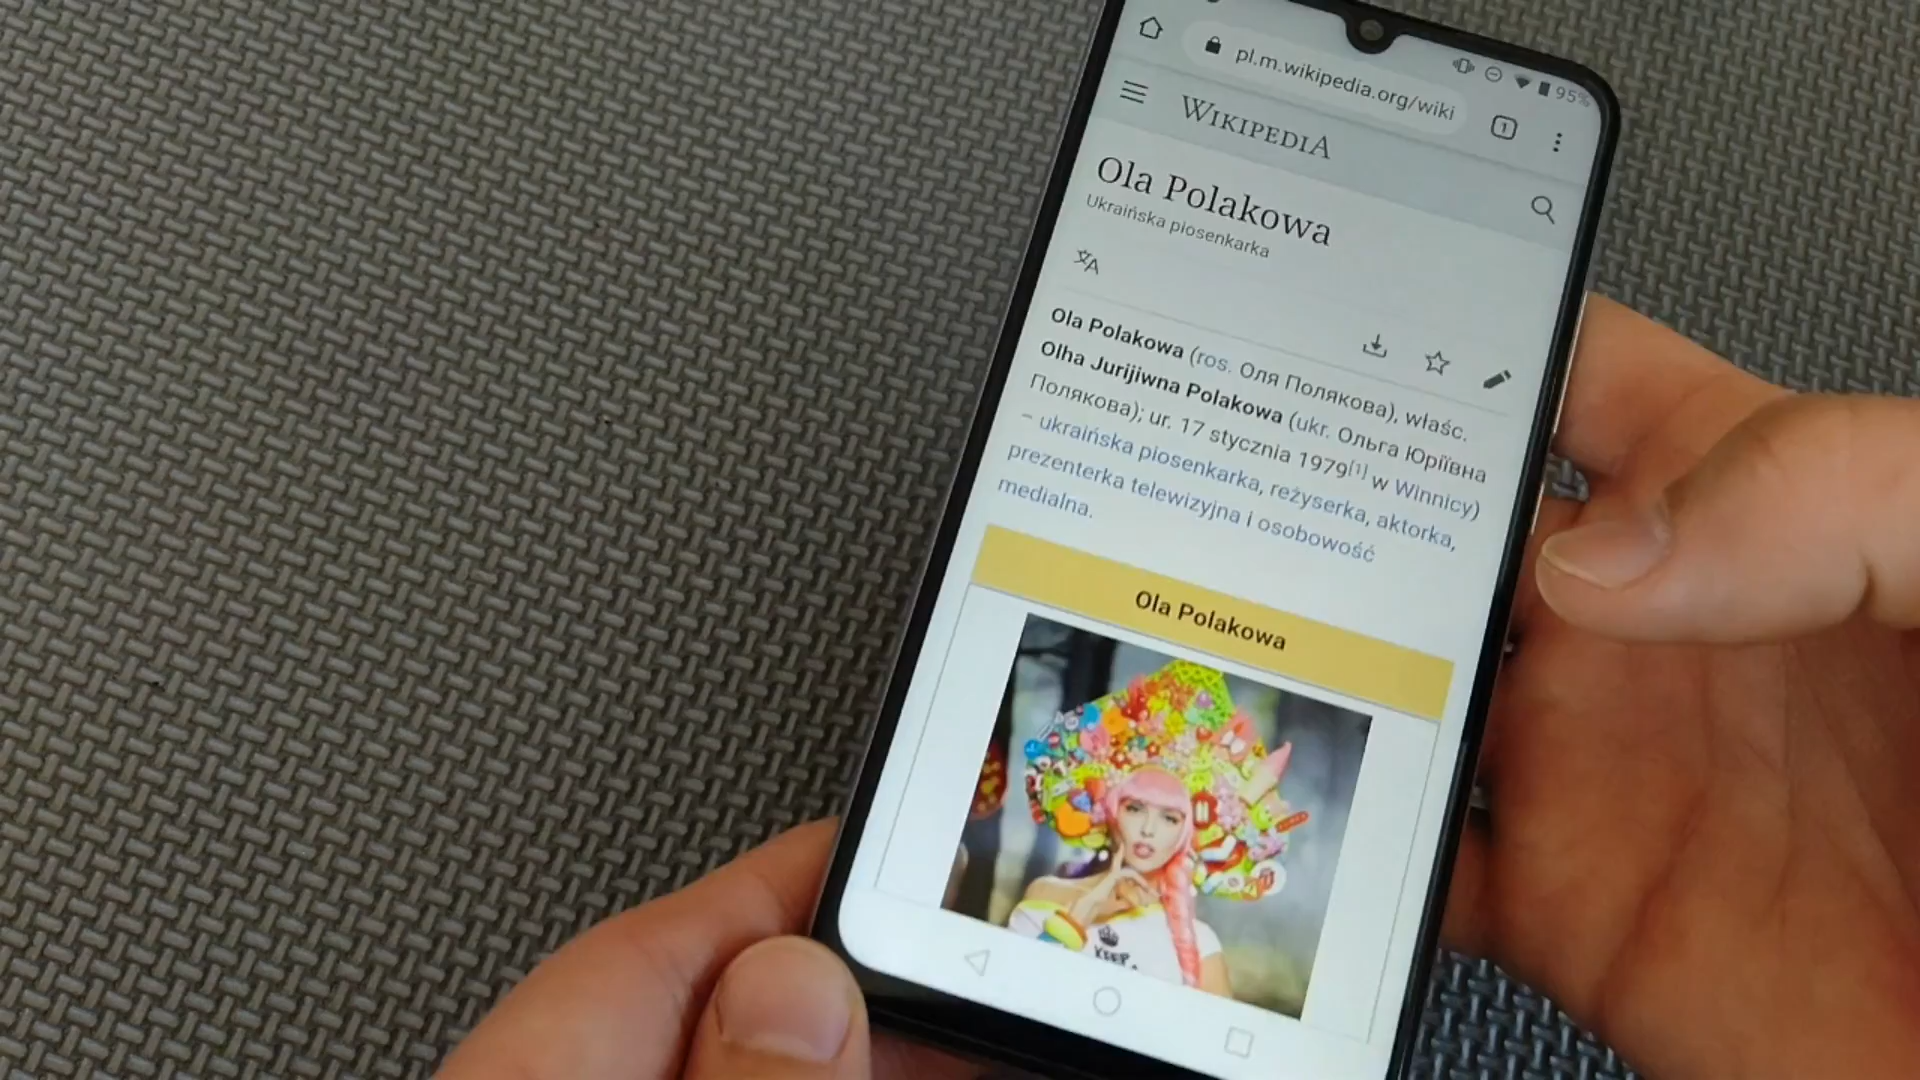 pl.m.wikipedia.org/wiki
1
95%
WIKIPEDIA
Ola Polakowa
Ukraińska piosenkarka
Ola Polakowa (ros. Оля Полякова), właśc.
Olha Jurijiwna Polakowa (ukr. Ольга Юріївна
Полякова); ur. 17 stycznia 1979[1] w Winnicy)
– ukraińska piosenkarka, reżyserka, aktorka,
prezenterka telewizyjna i osobowość
medialna.
Ola Polakowa
KEEP